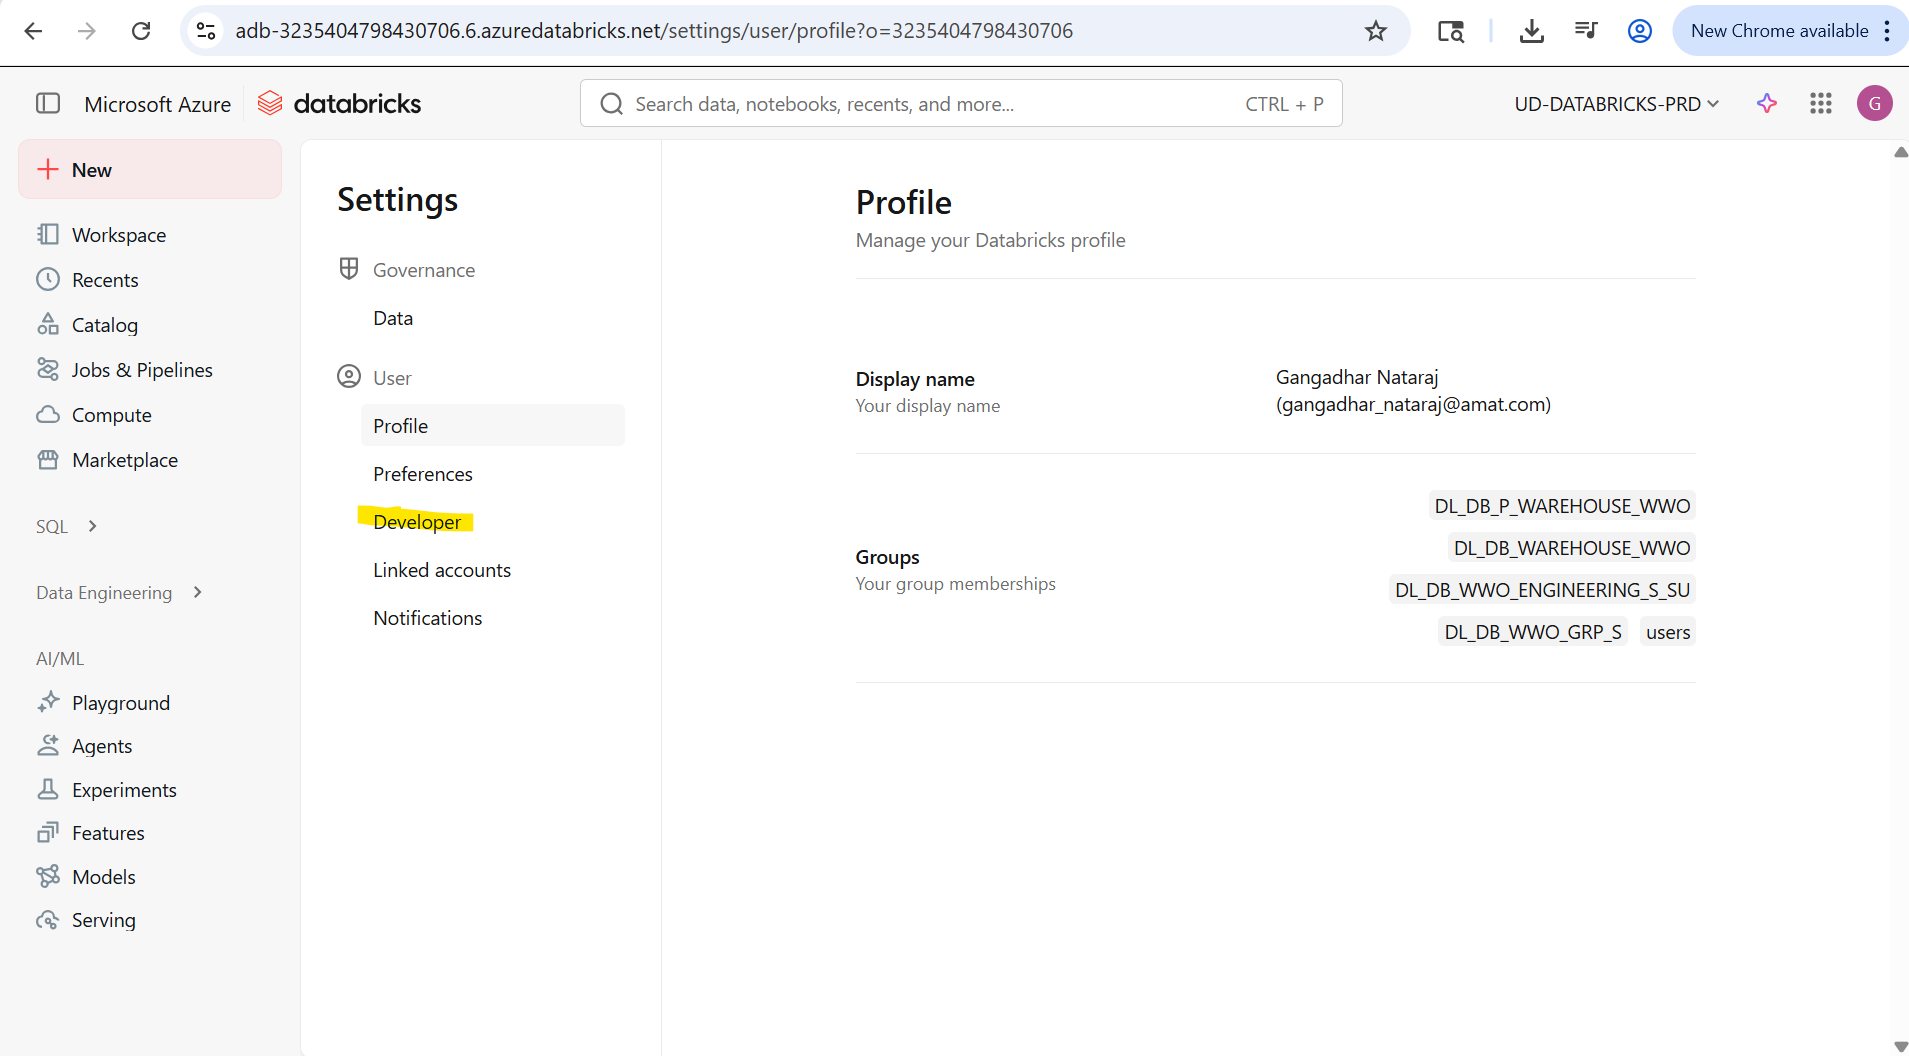 adb-3235404798430706.6.azuredatabricks.net/settings/user/profile?o=3235404798430706
New Chrome available
Microsoft Azure
databricks
Search data, notebooks, recents, and more...
CTRL + P
UD-DATABRICKS-PRD
G
New
Workspace
Recents
Catalog
Jobs & Pipelines
Compute
Marketplace
SQL
Data Engineering
AI/ML
Playground
Agents
Experiments
Features
Models
Serving
Settings
Governance
Data
User
Profile
Preferences
Developer
Linked accounts
Notifications
Profile
Manage your Databricks profile
Display name
Your display name
Gangadhar Nataraj
(gangadhar_nataraj@amat.com)
Groups
Your group memberships
DL_DB_P_WAREHOUSE_WWO
DL_DB_WAREHOUSE_WWO
DL_DB_WWO_ENGINEERING_S_SU
DL_DB_WWO_GRP_S users